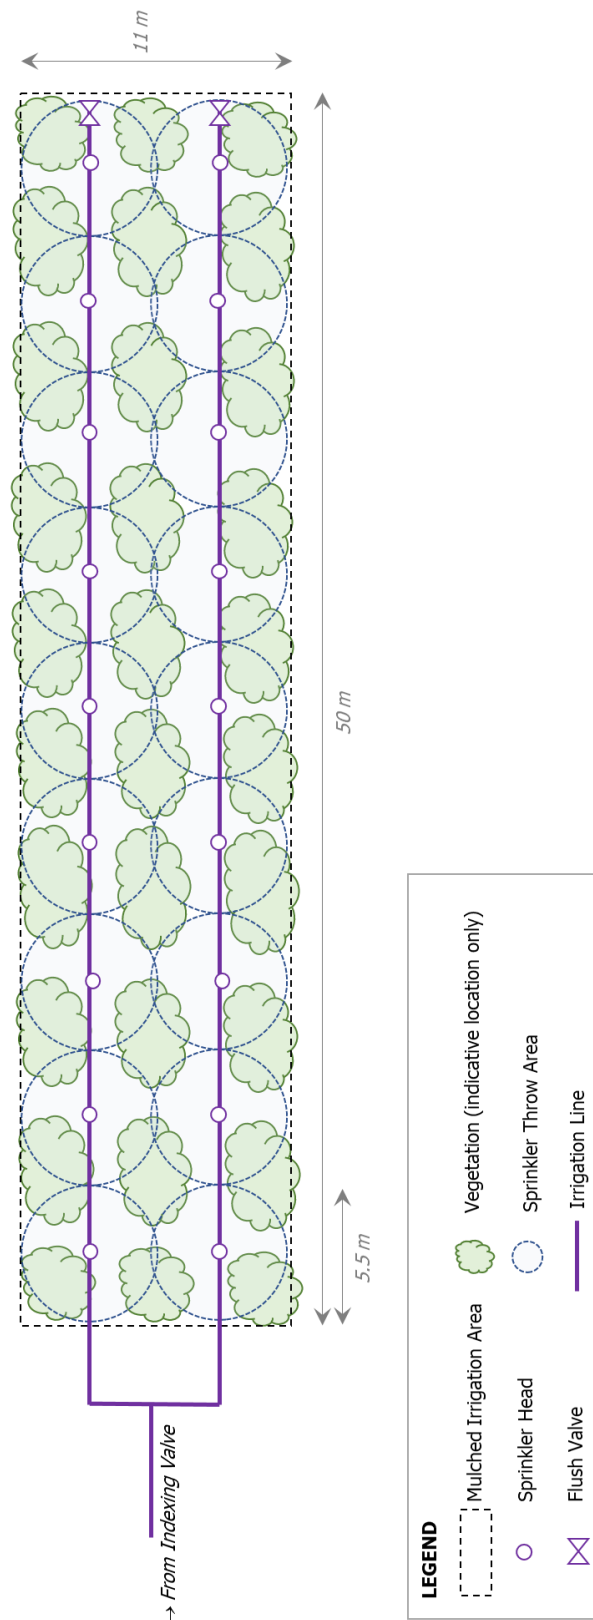 11 m
50 m
5.5 m
→ From Indexing Valve
LEGEND
Mulched Irrigation Area
Vegetation (indicative location only)
Sprinkler Head
Sprinkler Throw Area
Flush Valve
Irrigation Line